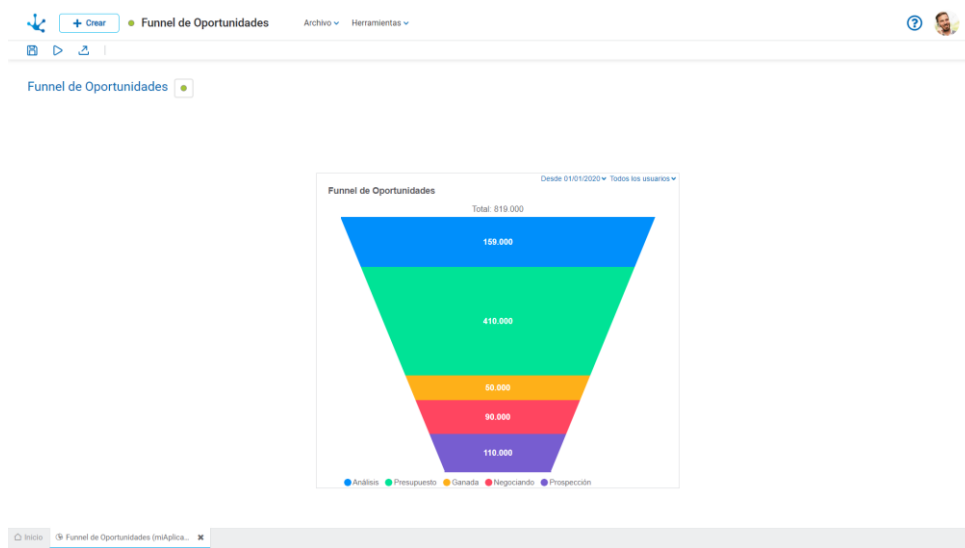 + Crear Funnel de Oportunidades Archivo Herramientas
Funnel de Oportunidades
Desde 01/01/2020 Todos los usuarios
Funnel de Oportunidades
Total: 819.000
159.000
410.000
50.000
90.000
110.000
Análisis Presupuesto Ganada Negociando Prospección
Inicio Funnel de Oportunidades (miAplica...